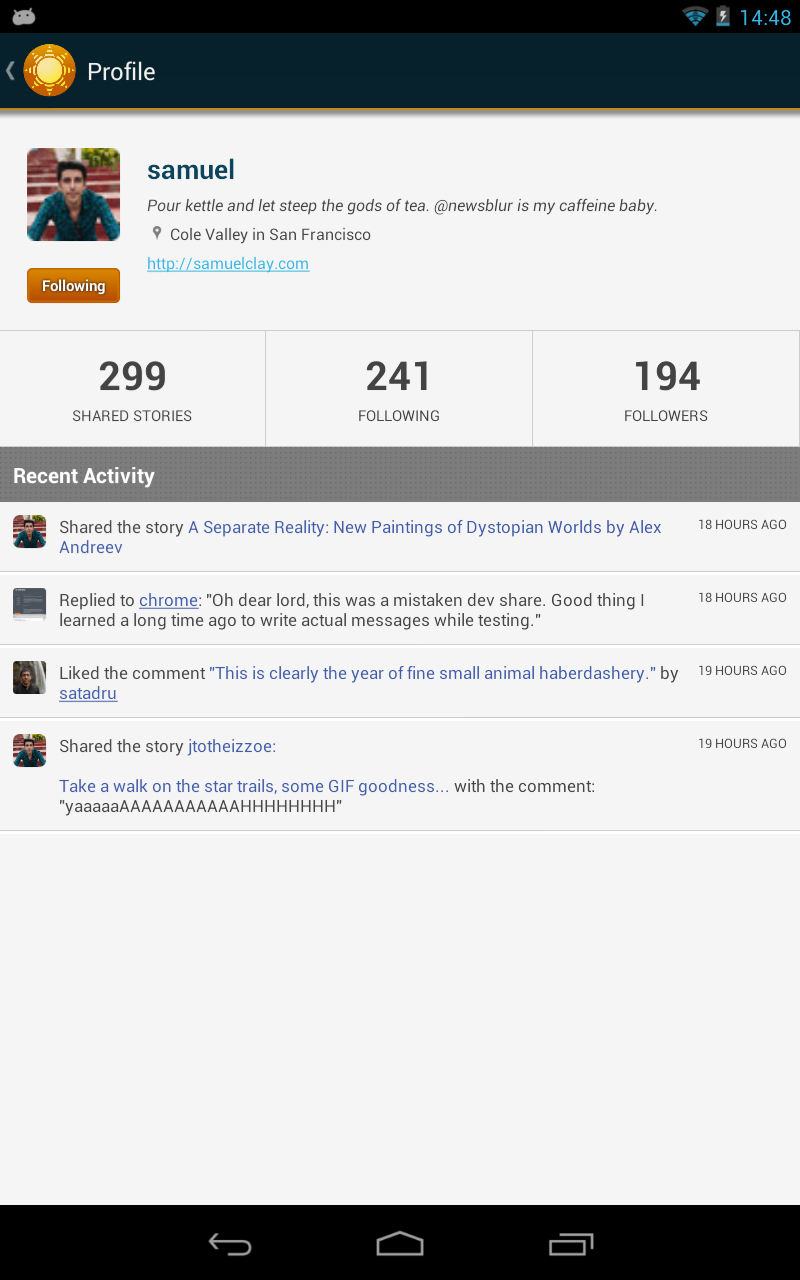 14:48
Profile
samuel
Pour kettle and let steep the gods of tea. @newsblur is my caffeine baby.
Cole Valley in San Francisco
http://samuelclay.com
Following
299
SHARED STORIES
241
FOLLOWING
194
FOLLOWERS
Recent Activity
Shared the story A Separate Reality: New Paintings of Dystopian Worlds by Alex
Andreev
18 HOURS AGO
Replied to chrome: "Oh dear lord, this was a mistaken dev share. Good thing I
learned a long time ago to write actual messages while testing."
18 HOURS AGO
Liked the comment "This is clearly the year of fine small animal haberdashery." by
satadru
19 HOURS AGO
Shared the story jtotheizzoe:
19 HOURS AGO
Take a walk on the star trails, some GIF goodness... with the comment:
"yaaaaaAAAAAAAAAAAHHHHHHHH"